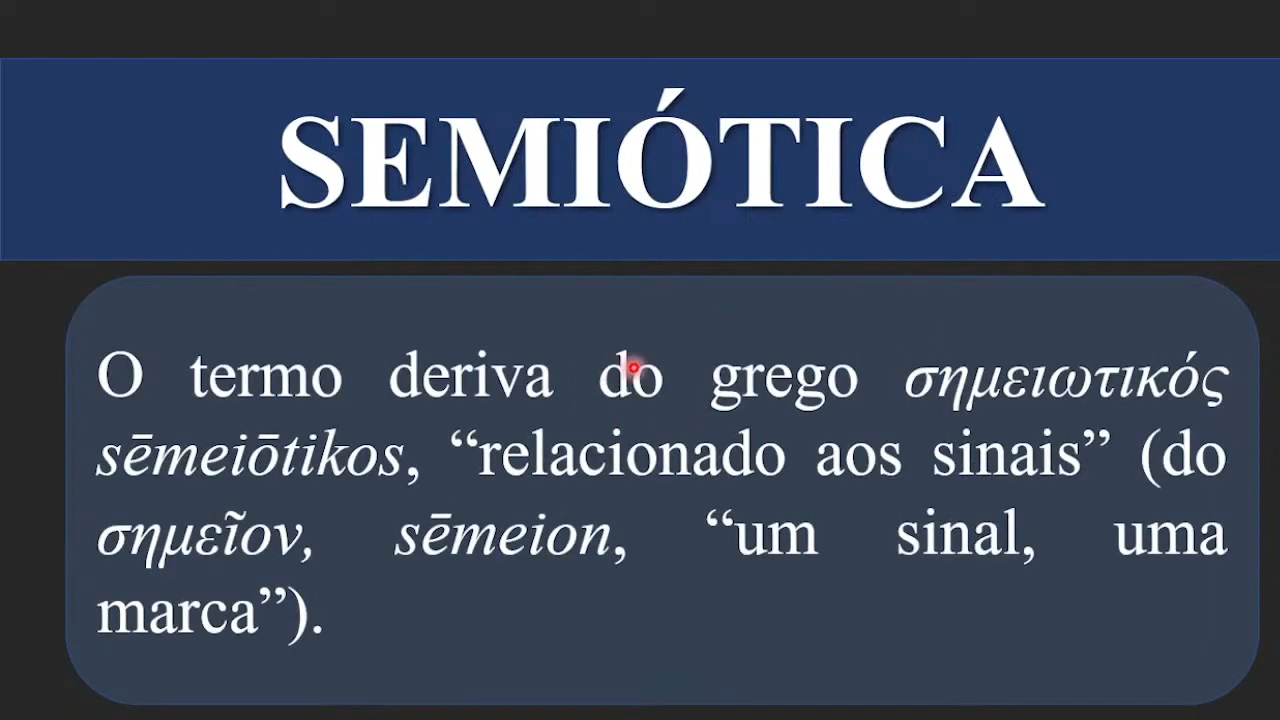 SEMIÓTICA
O termo deriva do grego σημειωτικός
sēmeiōtikos, “relacionado aos sinais” (do
σημεῖον, sēmeion, “um sinal, uma
marca”).